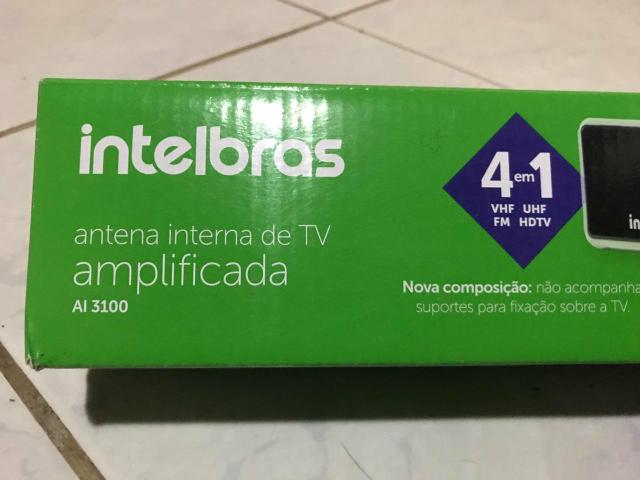 intelbras
antena interna de TV
amplificada
AI 3100
4 em 1
VHF UHF
FM HDTV
Nova composição: não acompanha
suportes para fixação sobre a TV.
in